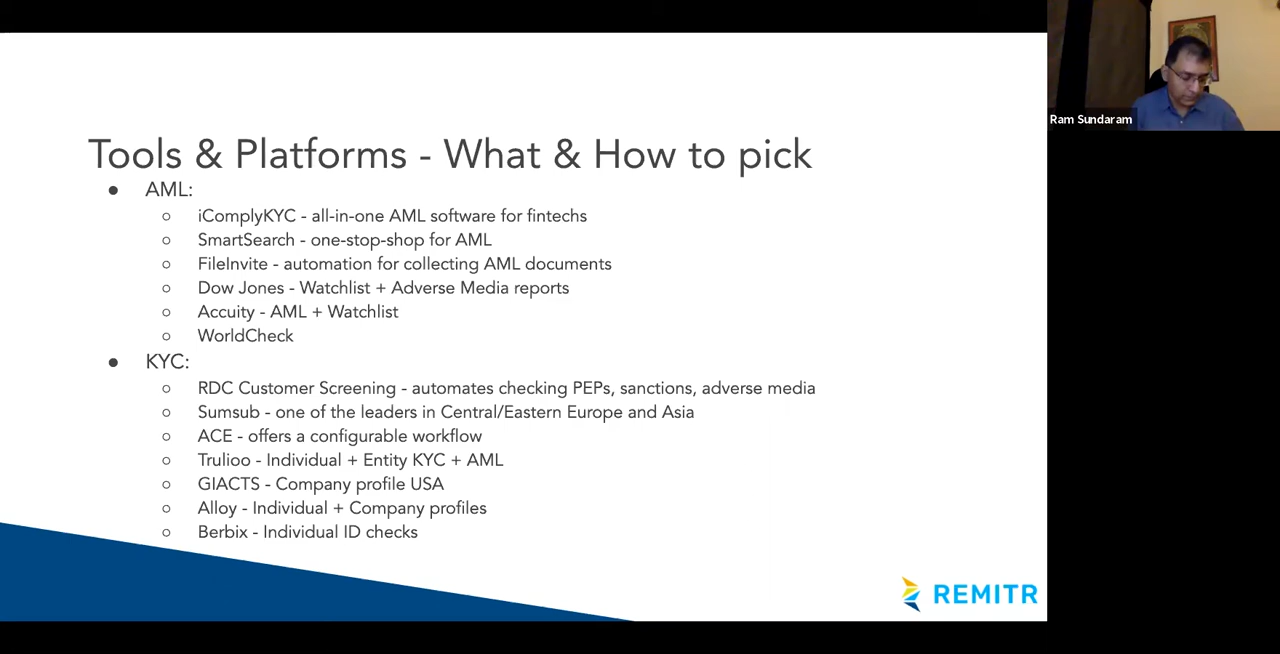 Tools & Platforms - What & How to pick
● AML:
○ iComplyKYC - all-in-one AML software for fintechs
○ SmartSearch - one-stop-shop for AML
○ FileInvite - automation for collecting AML documents
○ Dow Jones - Watchlist + Adverse Media reports
○ Accuity - AML + Watchlist
○ WorldCheck
● KYC:
○ RDC Customer Screening - automates checking PEPs, sanctions, adverse media
○ Sumsub - one of the leaders in Central/Eastern Europe and Asia
○ ACE - offers a configurable workflow
○ Trulioo - Individual + Entity KYC + AML
○ GIACTS - Company profile USA
○ Alloy - Individual + Company profiles
○ Berbix - Individual ID checks
REMITR
Ram Sundaram